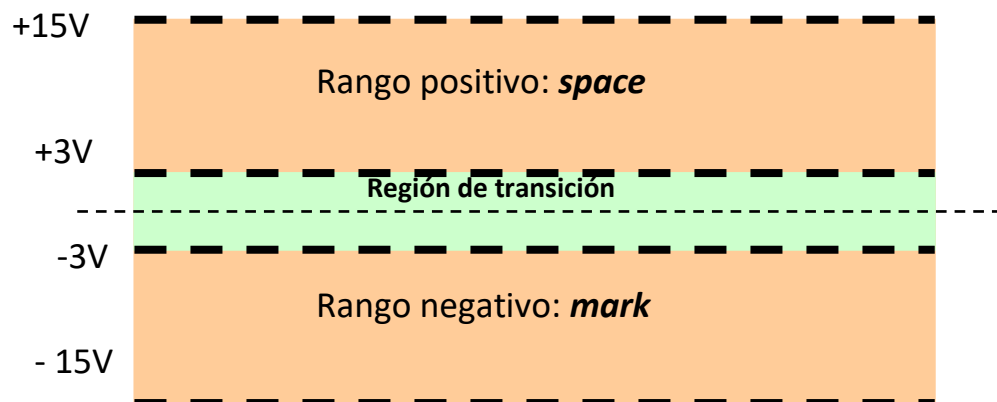 +15V
Rango positivo: space
+3V
Región de transición
-3V
Rango negativo: mark
- 15V